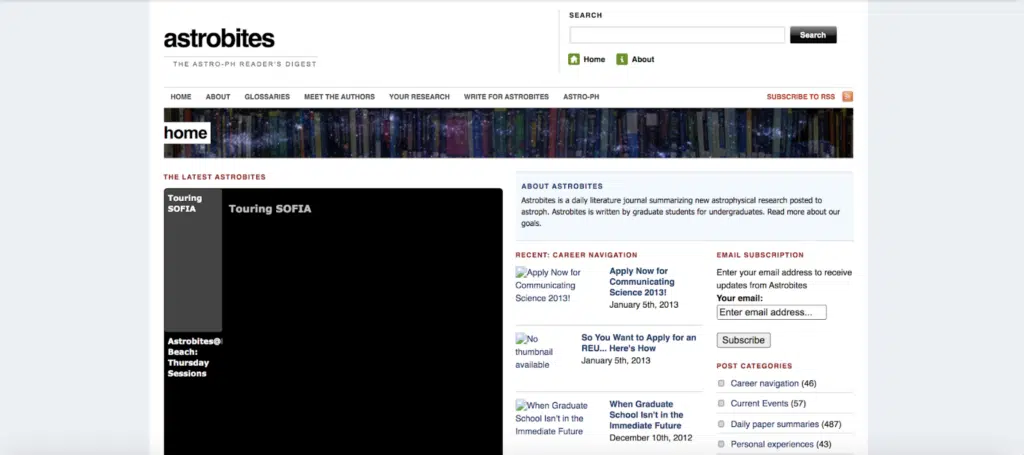 astrobites
THE ASTRO-PH READER'S DIGEST
SEARCH
Search
Home
About
HOME ABOUT GLOSSARIES MEET THE AUTHORS YOUR RESEARCH WRITE FOR ASTROBITES ASTRO-PH
SUBSCRIBE TO RSS
home
THE LATEST ASTROBITES
Touring
SOFIA
Touring SOFIA
Astrobites@
Beach:
Thursday
Sessions
ABOUT ASTROBITES
Astrobites is a daily literature journal summarizing new astrophysical research posted to
astroph. Astrobites is written by graduate students for undergraduates. Read more about our
goals.
RECENT: CAREER NAVIGATION
Apply Now for
Communicating
Science 2013!
Apply Now for
Communicating
Science 2013!
January 5th, 2013
No
thumbnail
available
So You Want to Apply for an
REU... Here's How
January 5th, 2013
When Graduate
School Isn't in the
Immediate Future
When Graduate
School Isn't in the
Immediate Future
December 10th, 2012
EMAIL SUBSCRIPTION
Enter your email address to receive
updates from Astrobites
Your email:
Enter email address...
Subscribe
POST CATEGORIES
Career navigation (46)
Current Events (57)
Daily paper summaries (487)
Personal experiences (43)